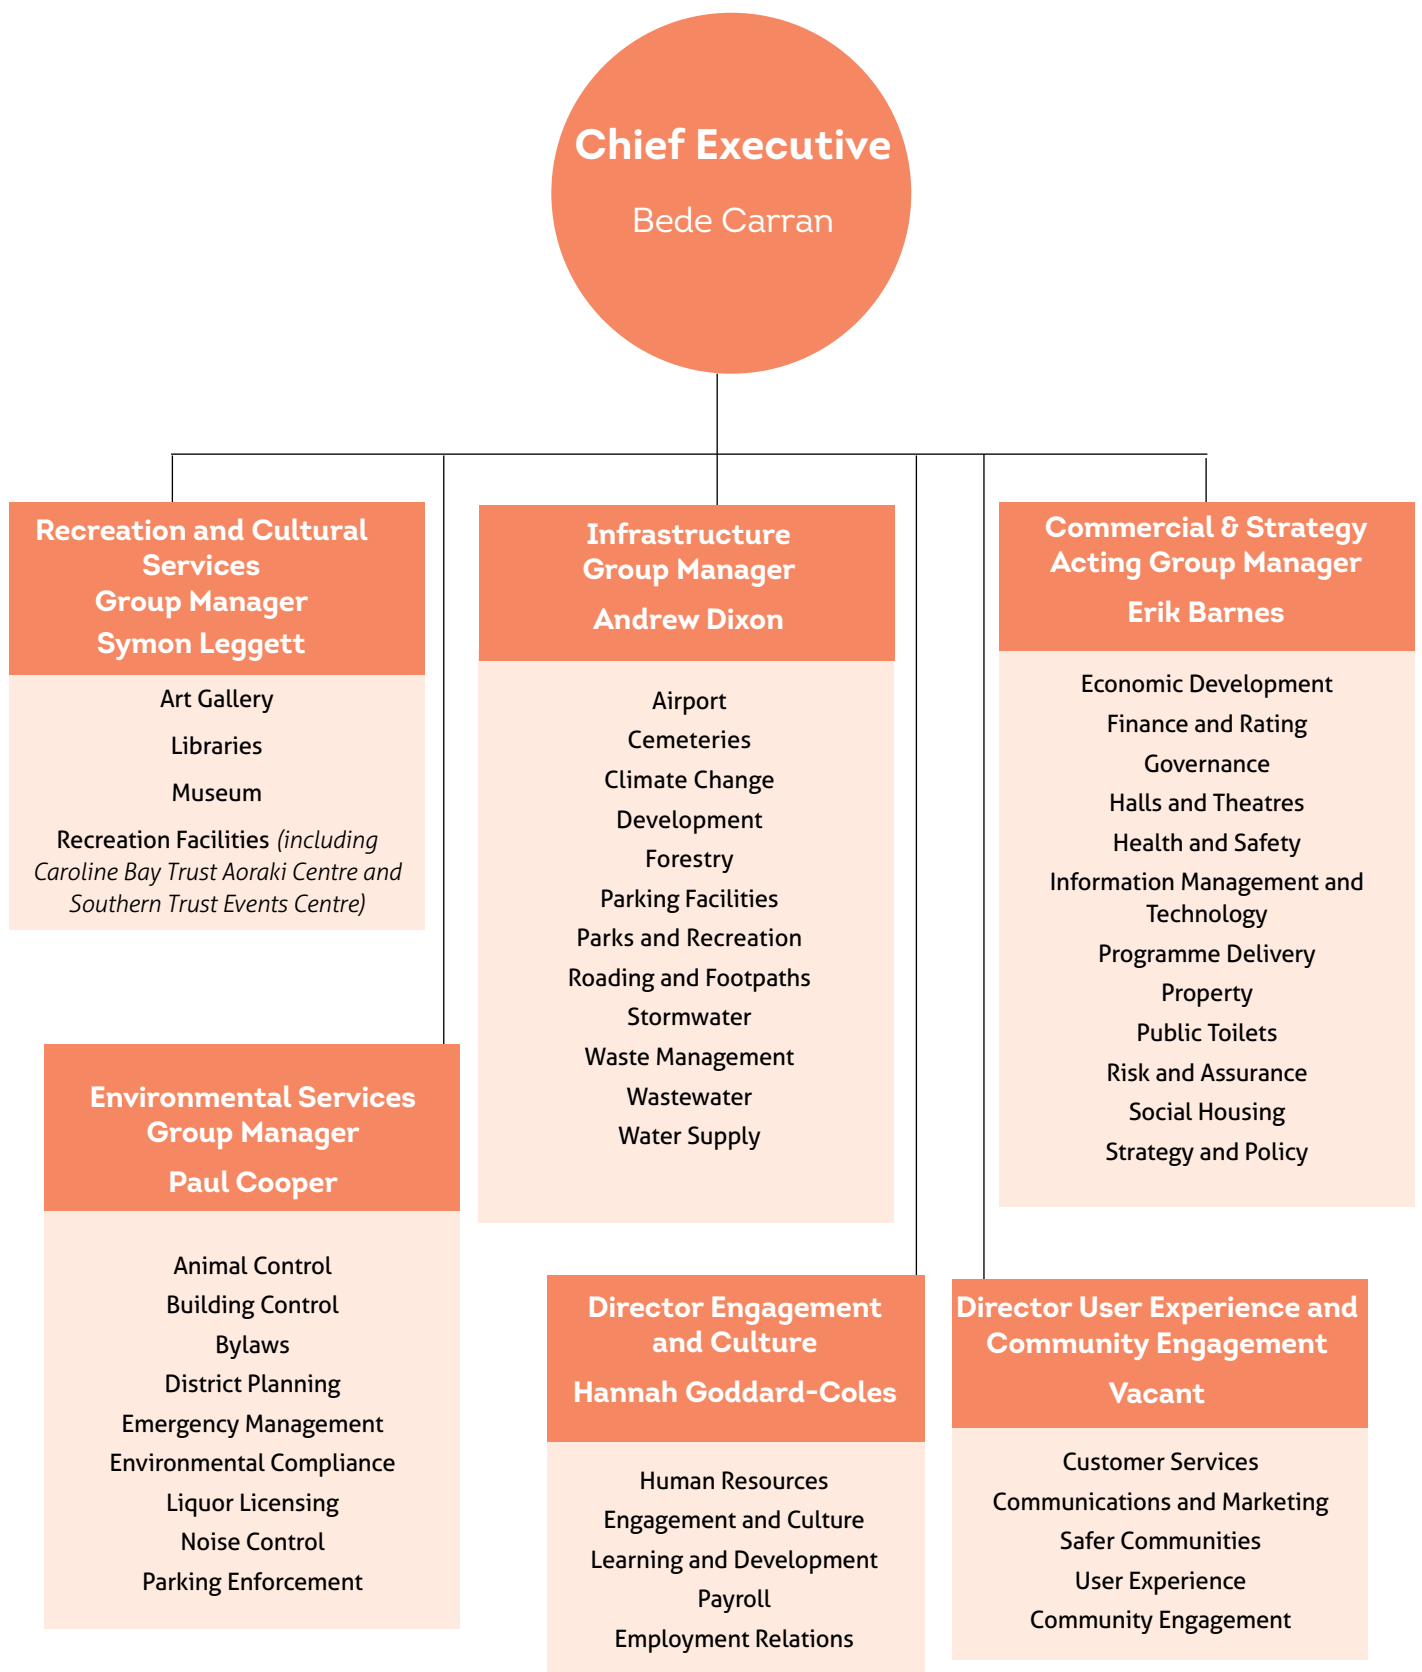 Chief Executive
Bede Carran
Recreation and Cultural
Services
Group Manager
Symon Leggett
Art Gallery
Libraries
Museum
Recreation Facilities (including
Caroline Bay Trust Aoraki Centre and
Southern Trust Events Centre)
Infrastructure
Group Manager
Andrew Dixon
Airport
Cemeteries
Climate Change
Development
Forestry
Parking Facilities
Parks and Recreation
Roading and Footpaths
Stormwater
Waste Management
Wastewater
Water Supply
Commercial & Strategy
Acting Group Manager
Erik Barnes
Economic Development
Finance and Rating
Governance
Halls and Theatres
Health and Safety
Information Management and
Technology
Programme Delivery
Property
Public Toilets
Risk and Assurance
Social Housing
Strategy and Policy
Environmental Services
Group Manager
Paul Cooper
Animal Control
Building Control
Bylaws
District Planning
Emergency Management
Environmental Compliance
Liquor Licensing
Noise Control
Parking Enforcement
Director Engagement
and Culture
Hannah Goddard-Coles
Human Resources
Engagement and Culture
Learning and Development
Payroll
Employment Relations
Director User Experience and
Community Engagement
Vacant
Customer Services
Communications and Marketing
Safer Communities
User Experience
Community Engagement